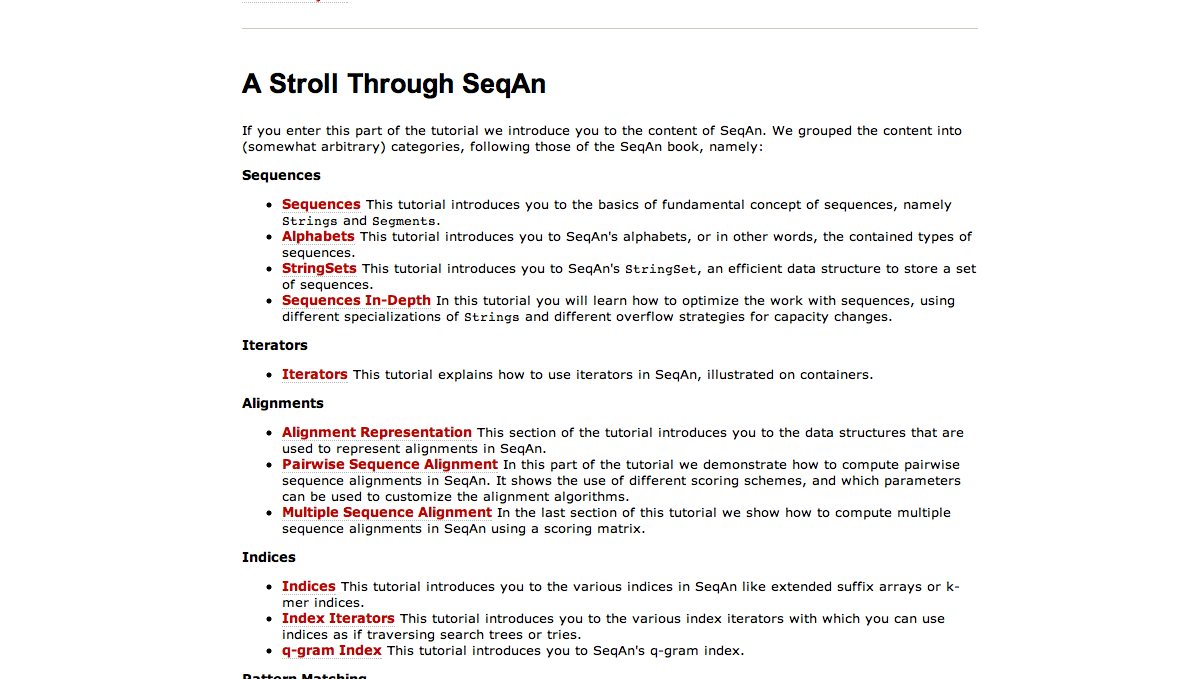 A Stroll Through SeqAn
If you enter this part of the tutorial we introduce you to the content of SeqAn. We grouped the content into
(somewhat arbitrary) categories, following those of the SeqAn book, namely:
Sequences
Sequences This tutorial introduces you to the basics of fundamental concept of sequences, namely
Strings and Segments.
Alphabets This tutorial introduces you to SeqAn's alphabets, or in other words, the contained types of
sequences.
StringSets This tutorial introduces you to SeqAn's StringSet, an efficient data structure to store a set
of sequences.
Sequences In-Depth In this tutorial you will learn how to optimize the work with sequences, using
different specializations of Strings and different overflow strategies for capacity changes.
Iterators
Iterators This tutorial explains how to use iterators in SeqAn, illustrated on containers.
Alignments
Alignment Representation This section of the tutorial introduces you to the data structures that are
used to represent alignments in SeqAn.
Pairwise Sequence Alignment In this part of the tutorial we demonstrate how to compute pairwise
sequence alignments in SeqAn. It shows the use of different scoring schemes, and which parameters
can be used to customize the alignment algorithms.
Multiple Sequence Alignment In the last section of this tutorial we show how to compute multiple
sequence alignments in SeqAn using a scoring matrix.
Indices
Indices This tutorial introduces you to the various indices in SeqAn like extended suffix arrays or k-
mer indices.
Index Iterators This tutorial introduces you to the various index iterators with which you can use
indices as if traversing search trees or tries.
q-gram Index This tutorial introduces you to SeqAn's q-gram index.
Pattern Matching